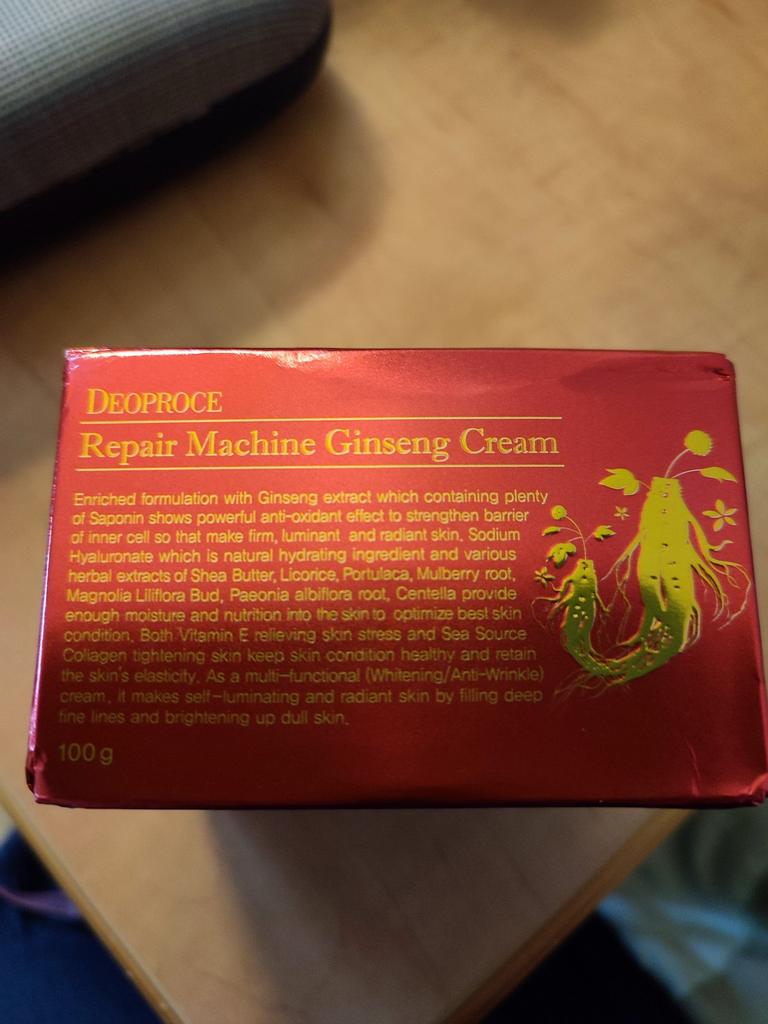 DEOPROCE
Repair Machine Ginseng Cream
Enriched formulation with Ginseng extract which containing plenty
of Saponin shows powerful anti-oxidant effect to strengthen barrier
of inner cell so that make firm, luminant and radiant skin. Sodium
Hyaluronate which is natural hydrating ingredient and various
herbal extracts of Shea Butter, Licorice, Portulaca, Mulberry root,
Magnolia Liliflora Bud, Paeonia albiflora root, Centella provide
enough moisture and nutrition into the skin to optimize best skin
condition. Both Vitamin E relieving skin stress and Sea Source
Collagen tightening skin keep skin condition healthy and retain
the skin's elasticity. As a multi-functional (Whitening/Anti-Wrinkle)
cream, it makes self-luminating and radiant skin by filling deep
fine lines and brightening up dull skin.
100 g